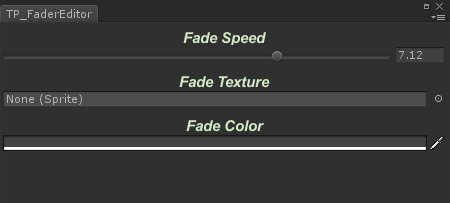 TP_FaderEditor
Fade Speed
7.12
Fade Texture
None (Sprite)
Fade Color